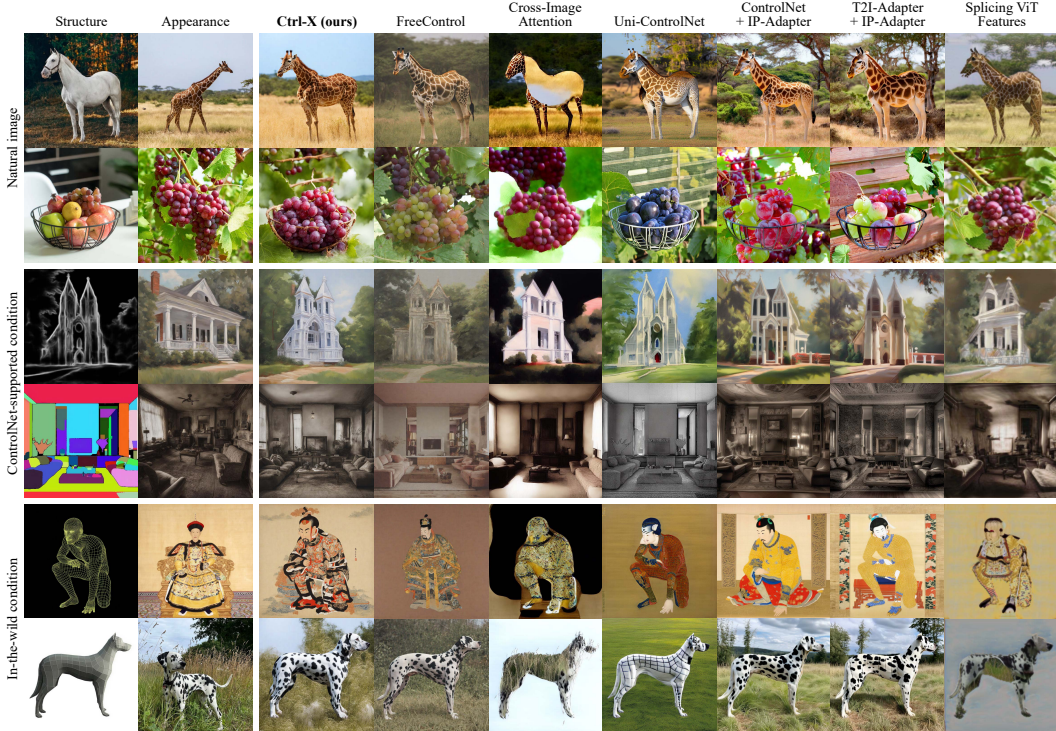 Structure
Appearance
Ctrl-X (ours)
FreeControl
Cross-Image
Attention
Uni-ControlNet
ControlNet
+ IP-Adapter
T2I-Adapter
+ IP-Adapter
Splicing ViT
Features
Natural image
ControlNet-supported condition
In-the-wild condition